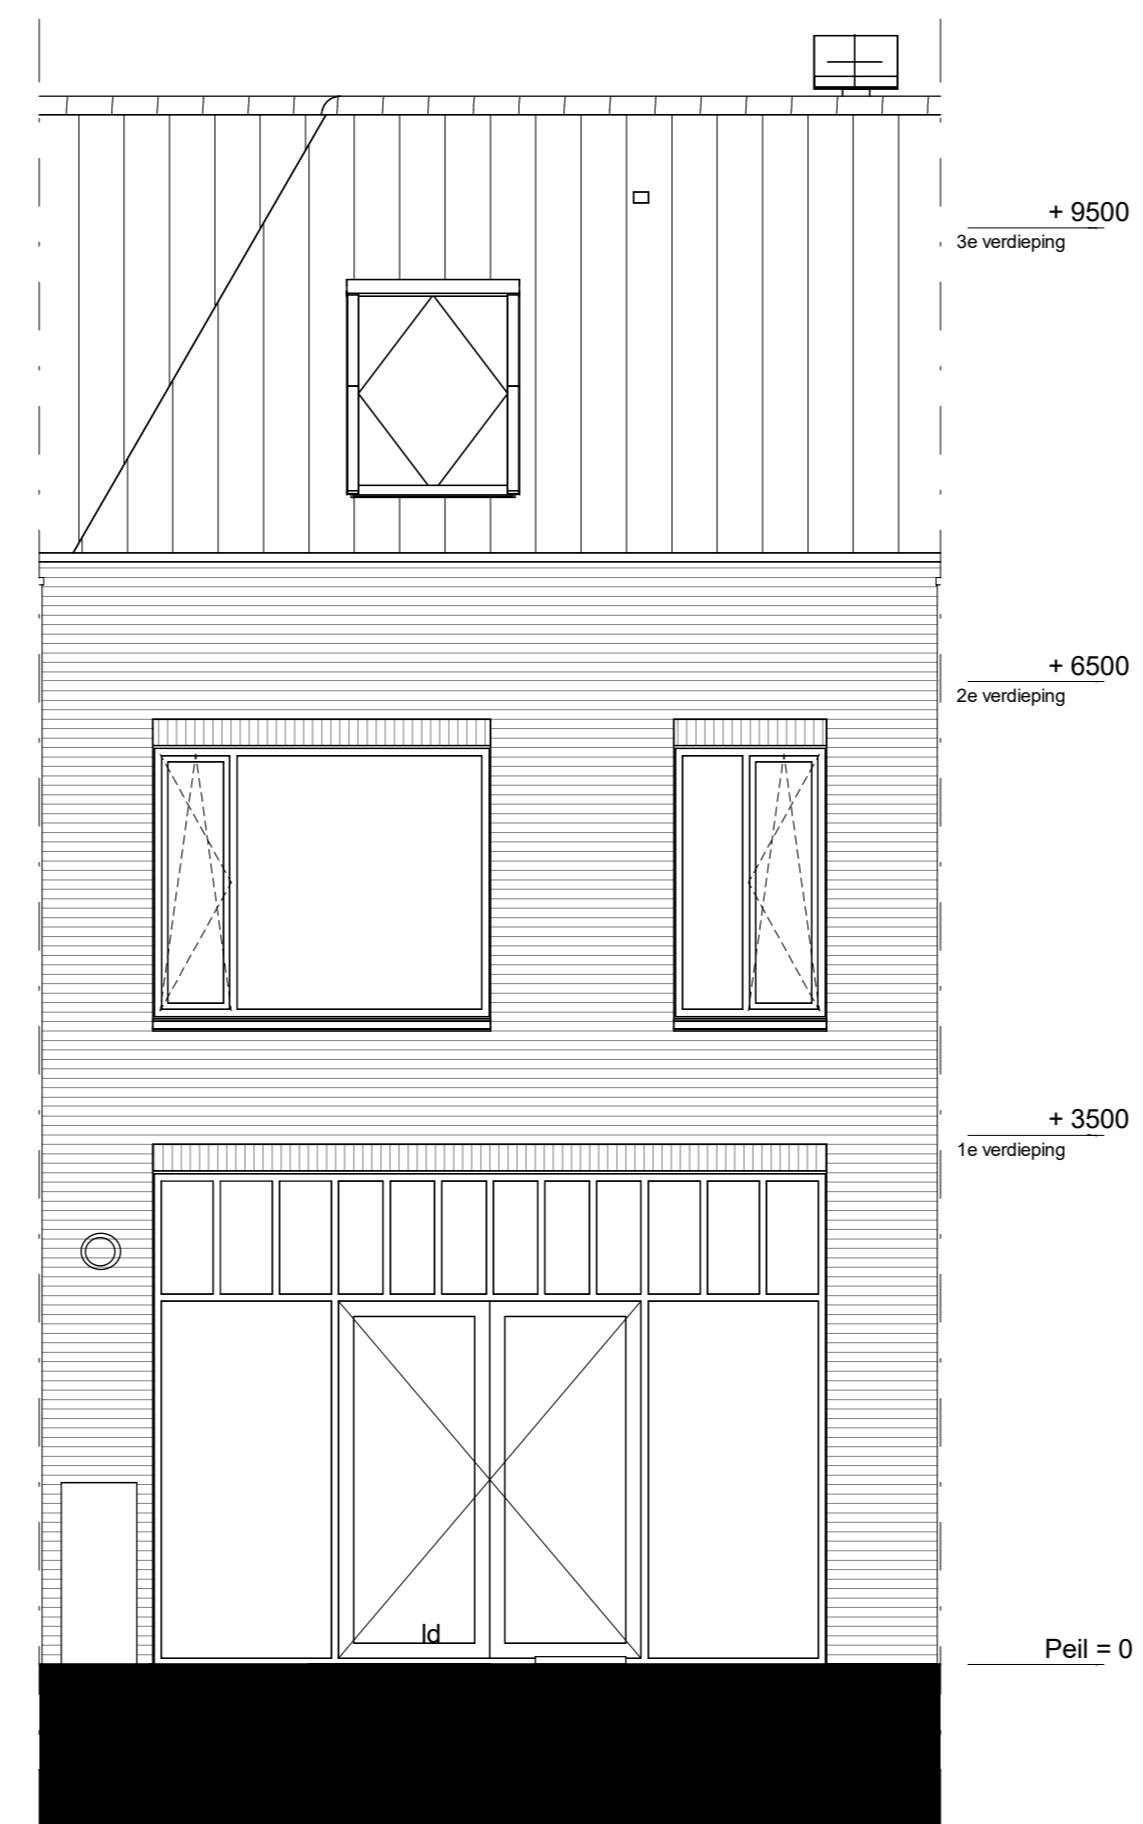 + 9500
3e verdieping
+ 6500
2e verdieping
+ 3500
1e verdieping
ld
Peil = 0